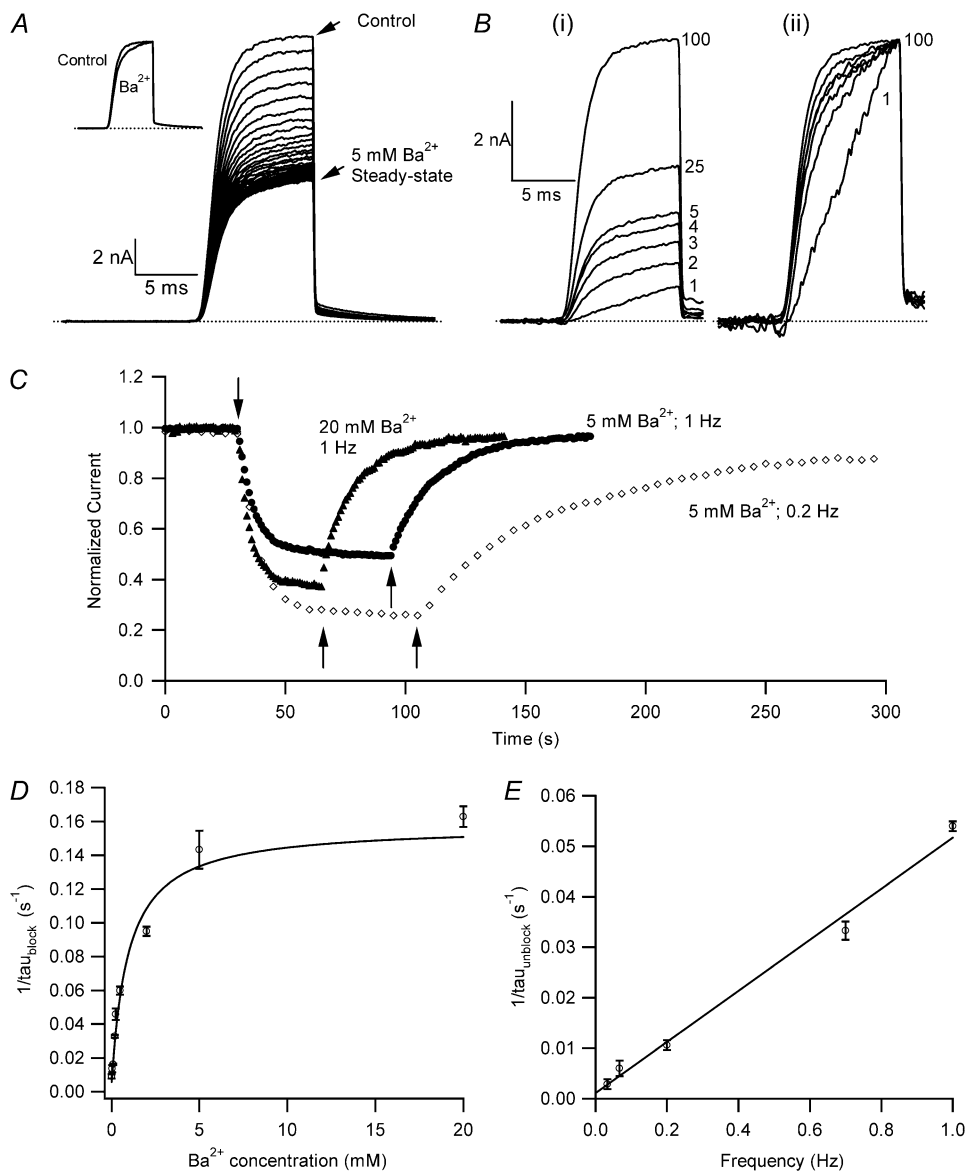 A
Control
Control
Ba²⁺
5 mM Ba²⁺
Steady-state
2 nA
5 ms
B
(i)
(ii)
100
100
2 nA
5 ms
25
5
4
3
2
1
1
C
1.2
1.0
0.8
0.6
0.4
0.2
0.0
Normalized Current
20 mM Ba²⁺
1 Hz
5 mM Ba²⁺; 1 Hz
5 mM Ba²⁺; 0.2 Hz
0
50
100
150
200
250
300
Time (s)
D
0.18
0.16
0.14
0.12
0.10
0.08
0.06
0.04
0.02
0.00
1/tau_block (s⁻¹)
0
5
10
15
20
Ba²⁺ concentration (mM)
E
0.06
0.05
0.04
0.03
0.02
0.01
0.00
1/tau_unblock (s⁻¹)
0.0
0.2
0.4
0.6
0.8
1.0
Frequency (Hz)